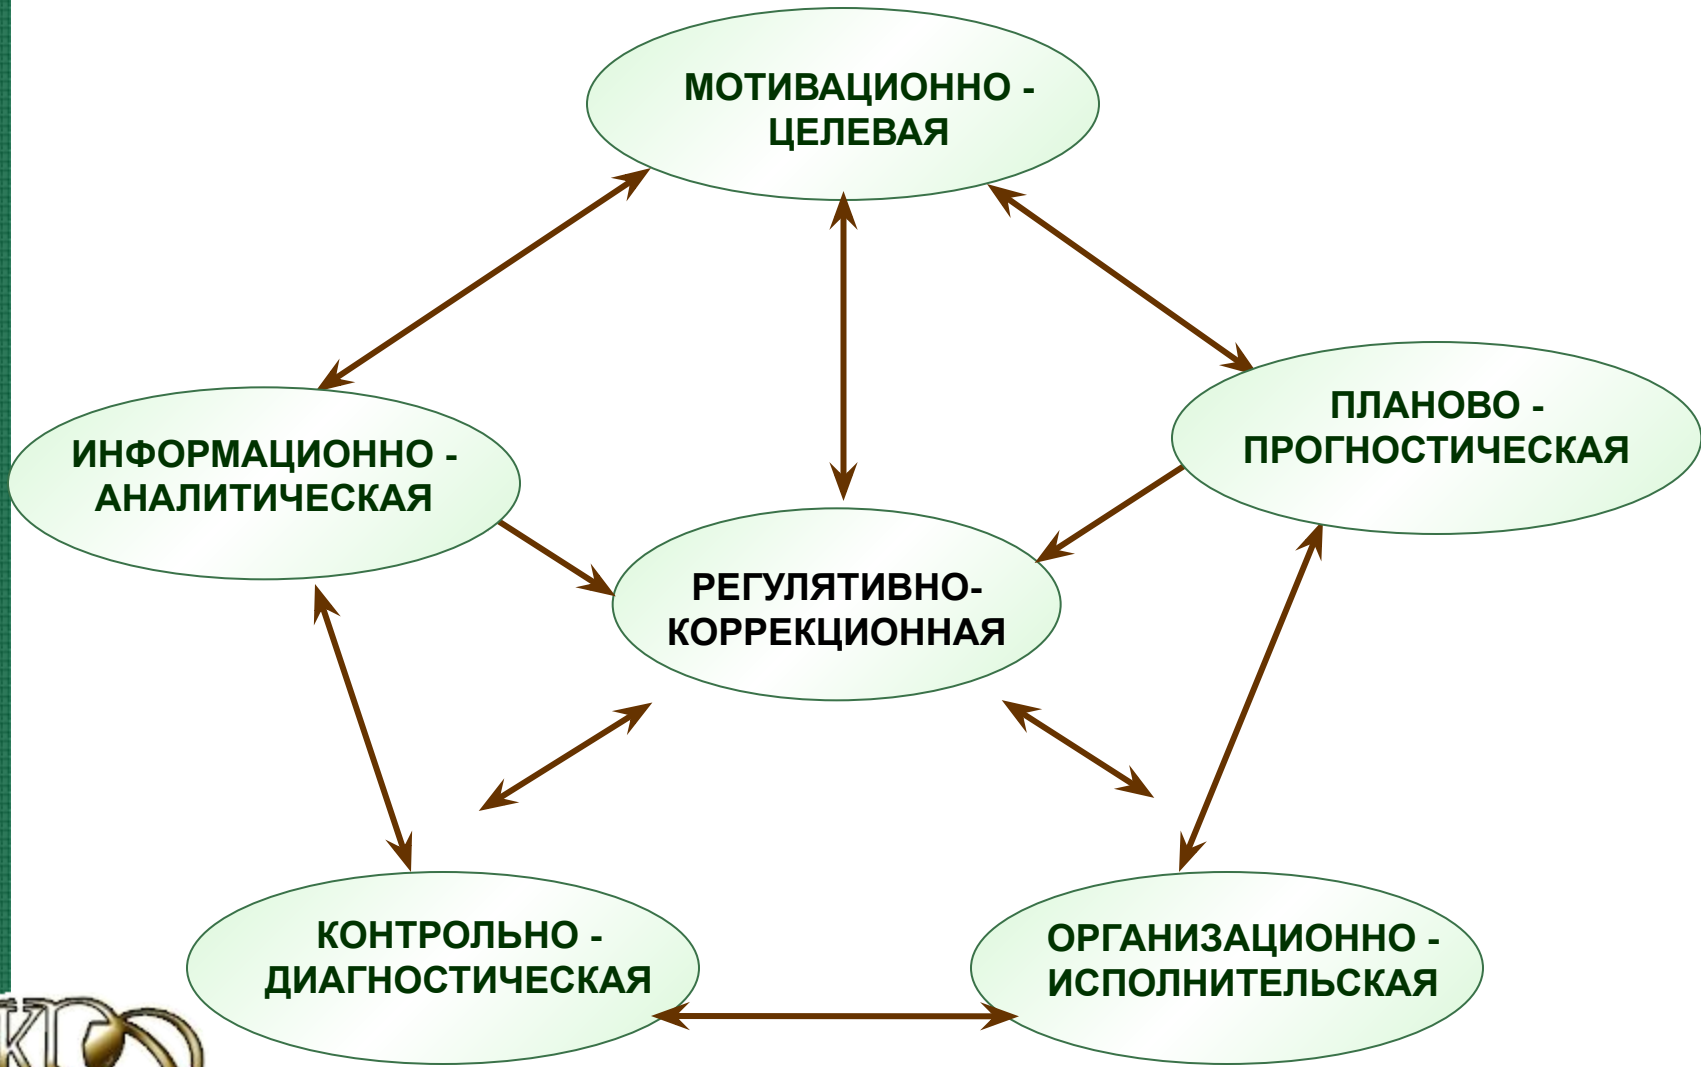 МОТИВАЦИОННО -
ЦЕЛЕВАЯ
ПЛАНОВО -
ПРОГНОСТИЧЕСКАЯ
ИНФОРМАЦИОННО -
АНАЛИТИЧЕСКАЯ
РЕГУЛЯТИВНО-
КОРРЕКЦИОННАЯ
КОНТРОЛЬНО -
ДИАГНОСТИЧЕСКАЯ
ОРГАНИЗАЦИОННО -
ИСПОЛНИТЕЛЬСКАЯ